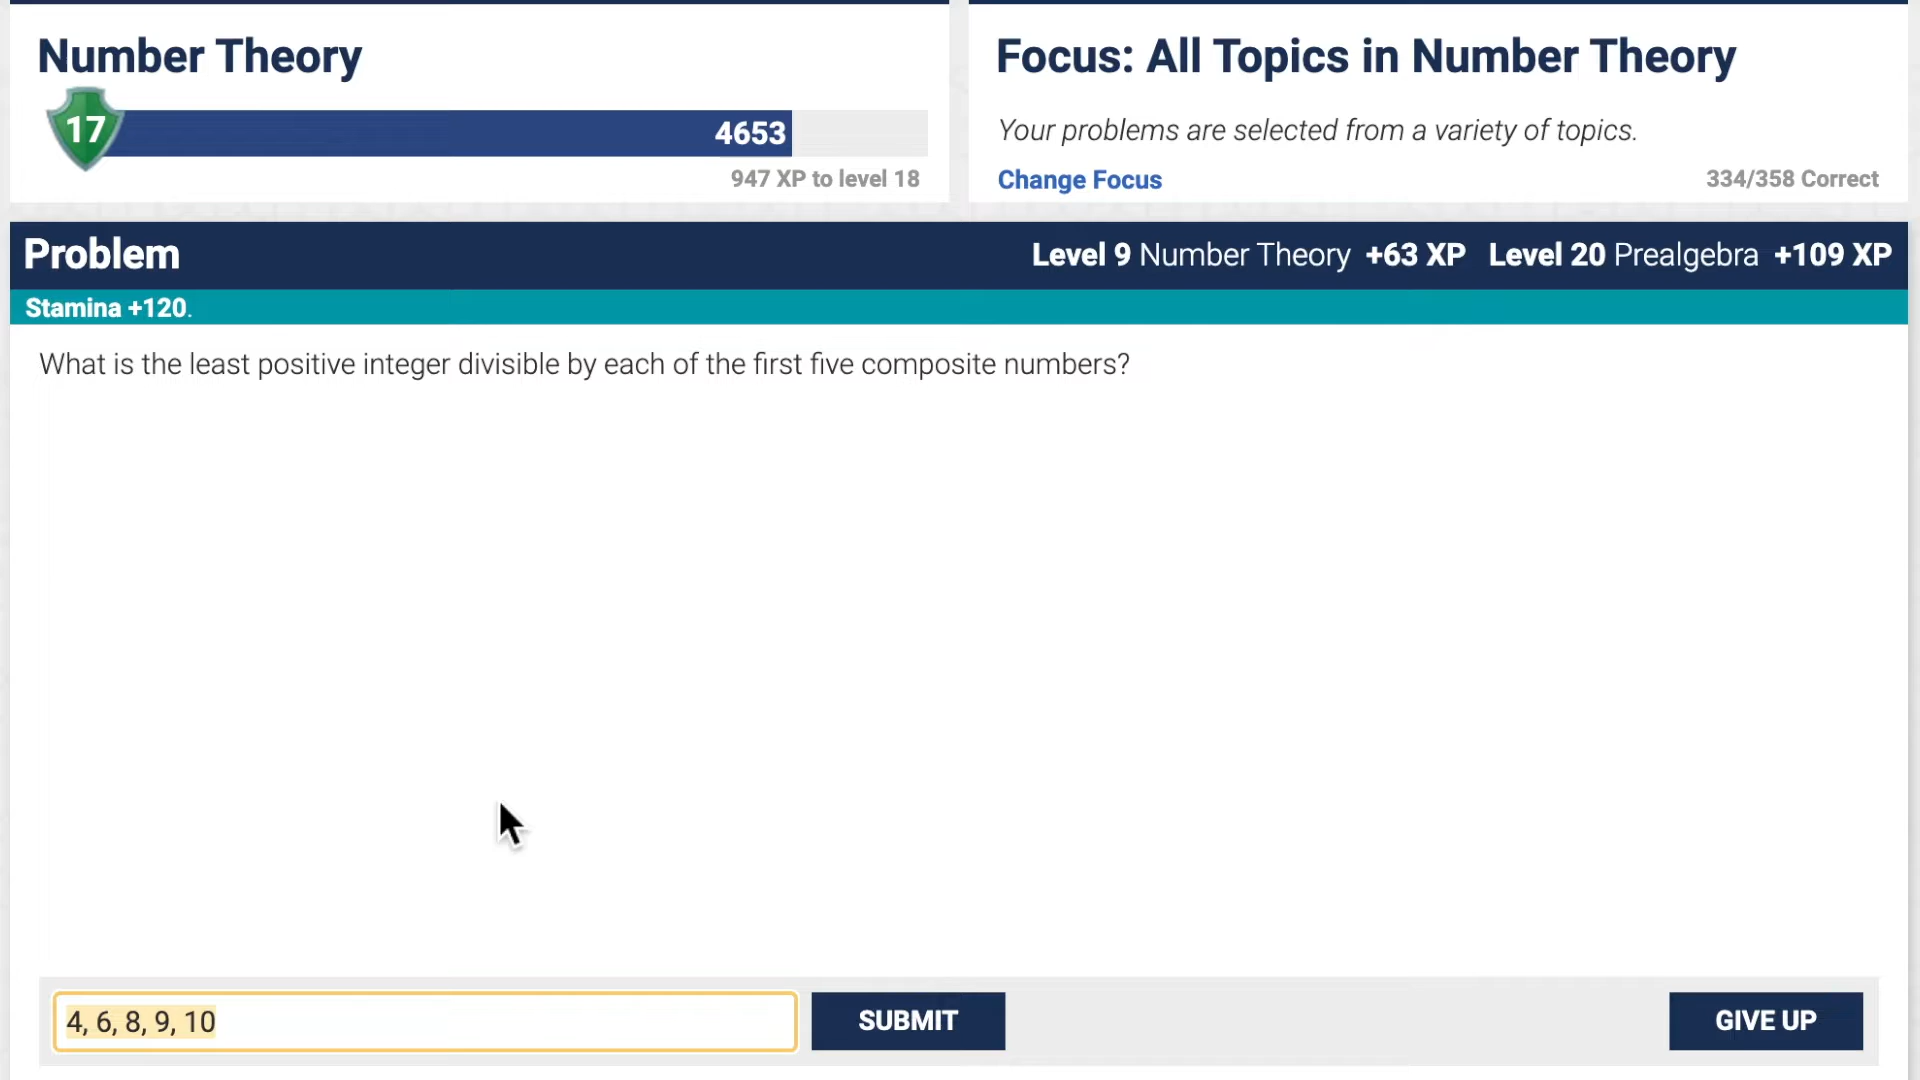 Number Theory
17
4653
947 XP to level 18
Focus: All Topics in Number Theory
Your problems are selected from a variety of topics.
Change Focus
334/358 Correct
Problem
Level 9 Number Theory +63 XP Level 20 Prealgebra +109 XP
Stamina +120.
What is the least positive integer divisible by each of the first five composite numbers?
4, 6, 8, 9, 10
SUBMIT
GIVE UP